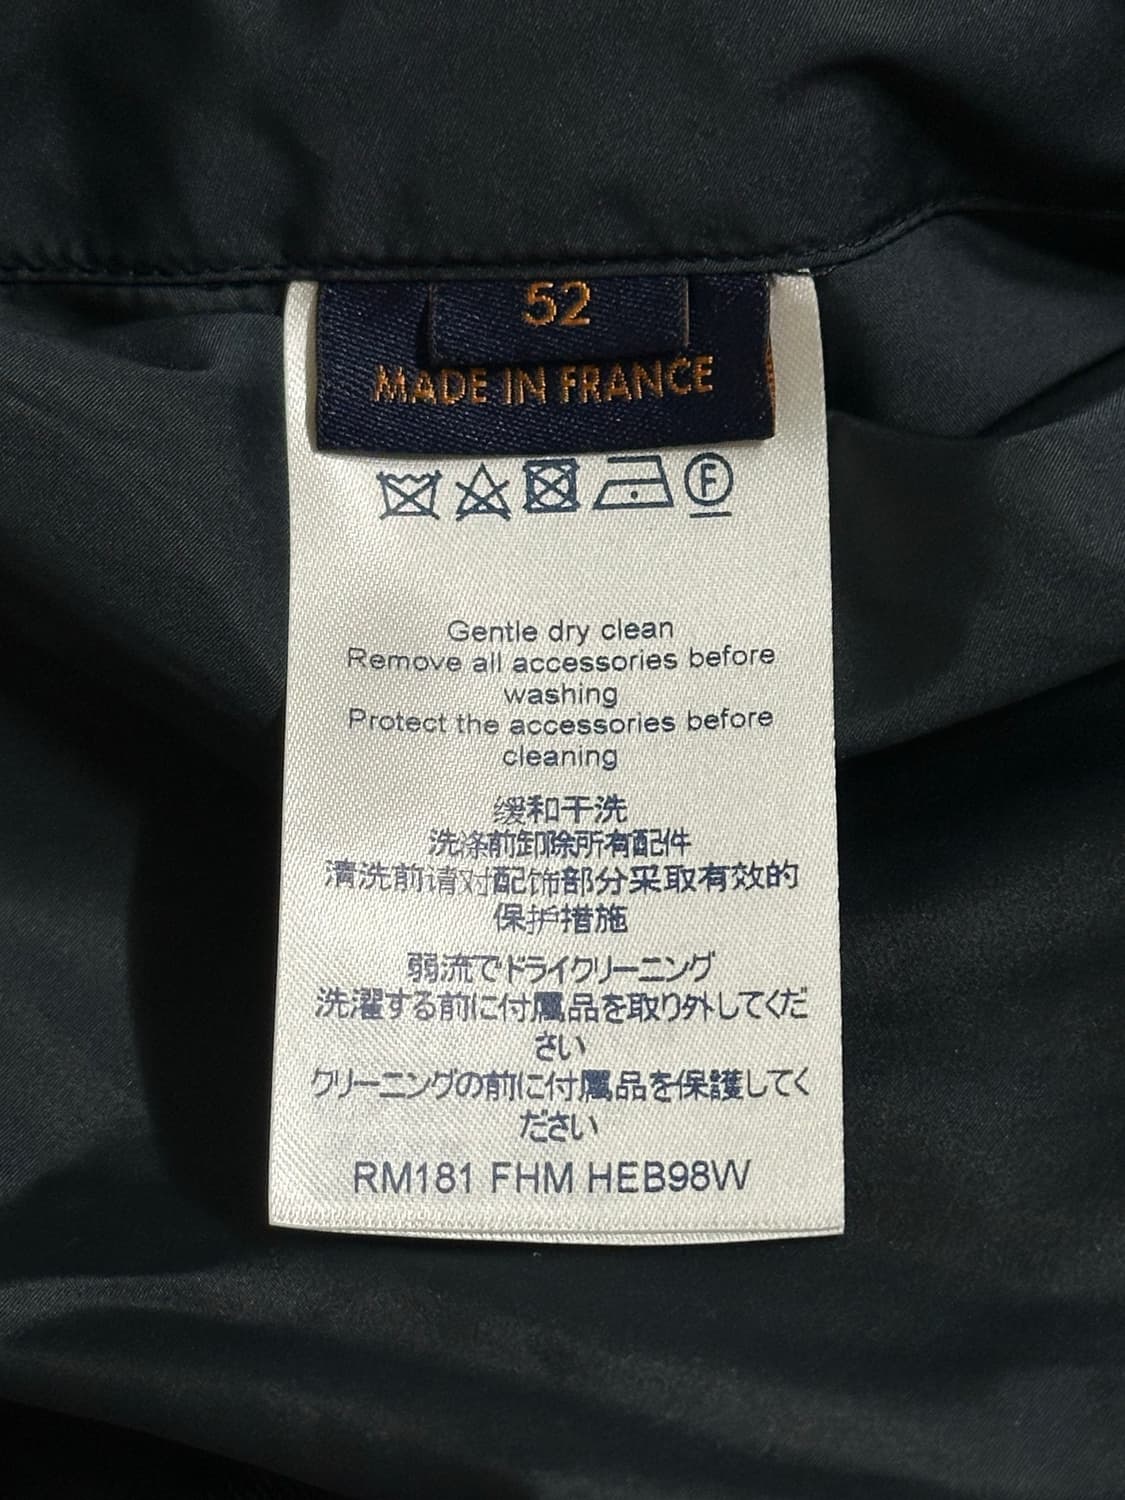 52
MADE IN FRANCE
F
Gentle dry clean
Remove all accessories before
washing
Protect the accessories before
cleaning
缓和干洗
洗涤前卸除所有配件
清洗前请对配饰部分采取有效的
保护措施
弱流でドライクリーニング
洗濯する前に付属品を取り外してくだ
さい
クリーニングの前に付属品を保護してく
ださい
RM181 FHM HEB98W